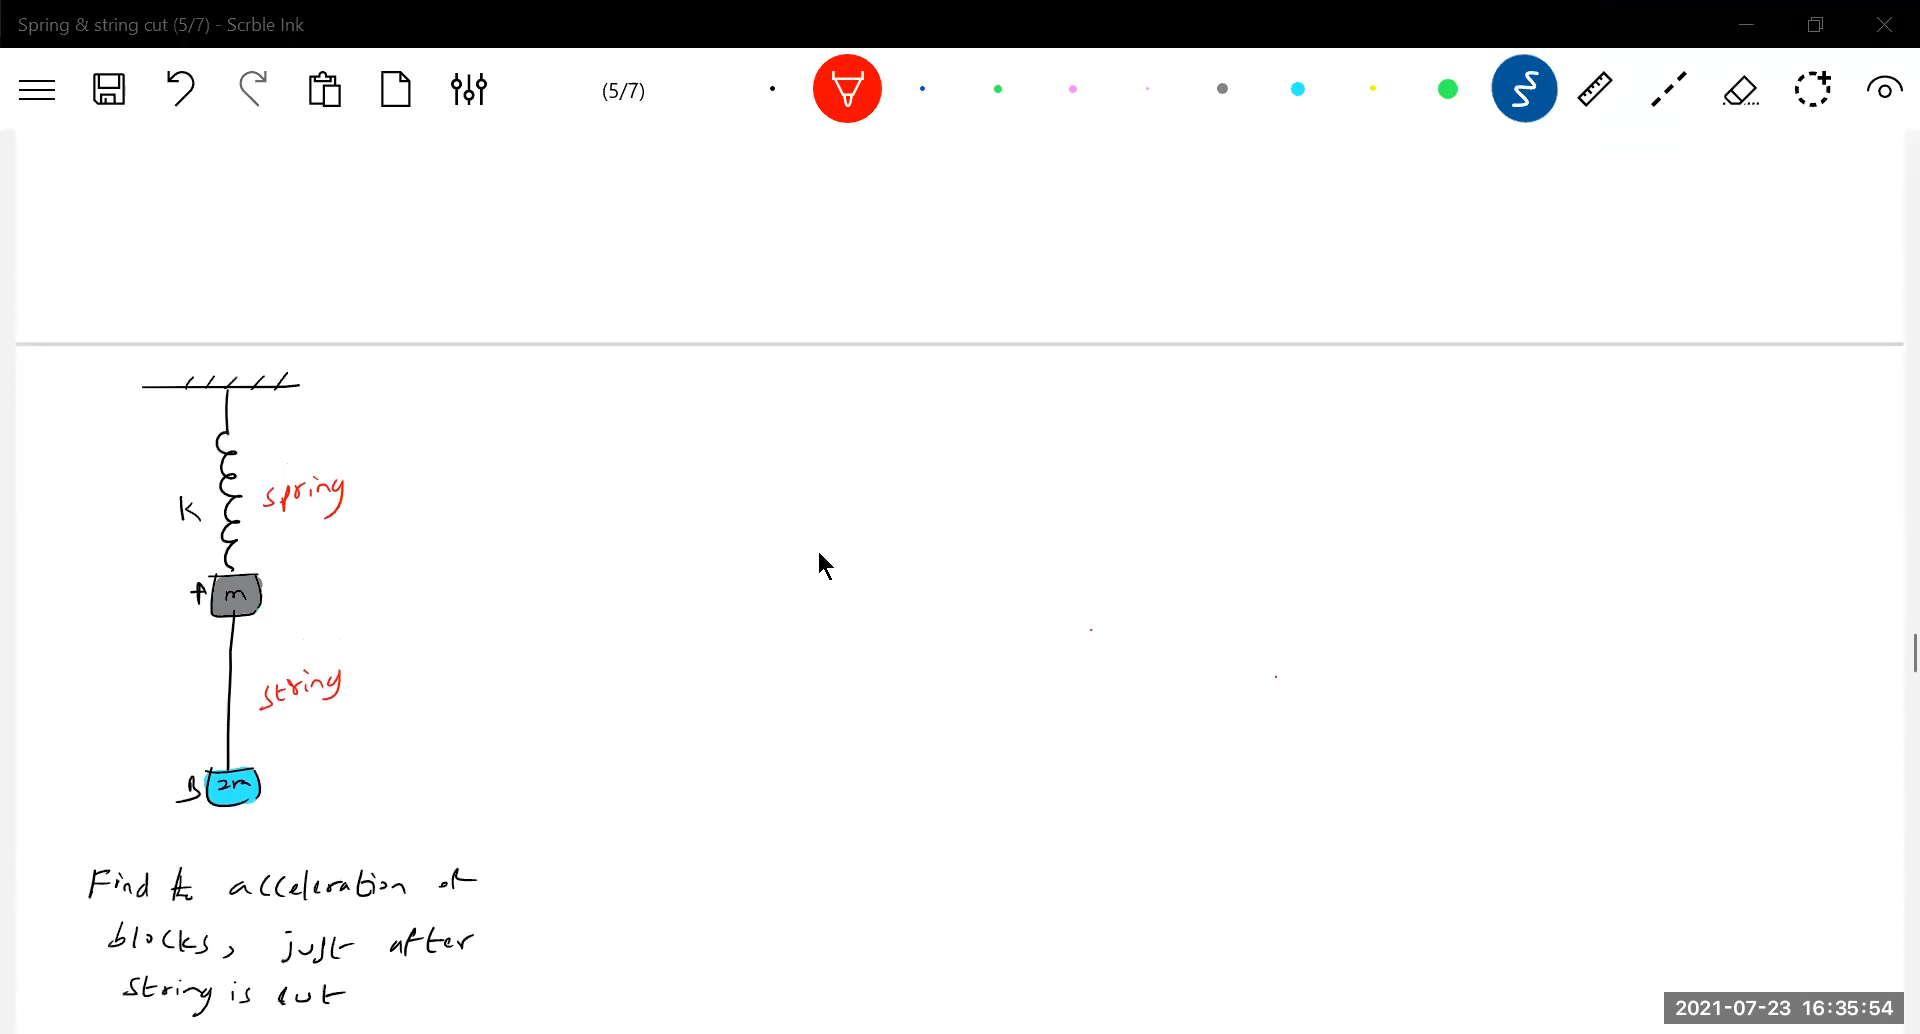 Spring & string cut (5/7) - Scrble Ink
(5/7)
K
spring
A
m
string
B
2m
Find the acceleration of
blocks, just after
string is cut
2021-07-23 16:35:54